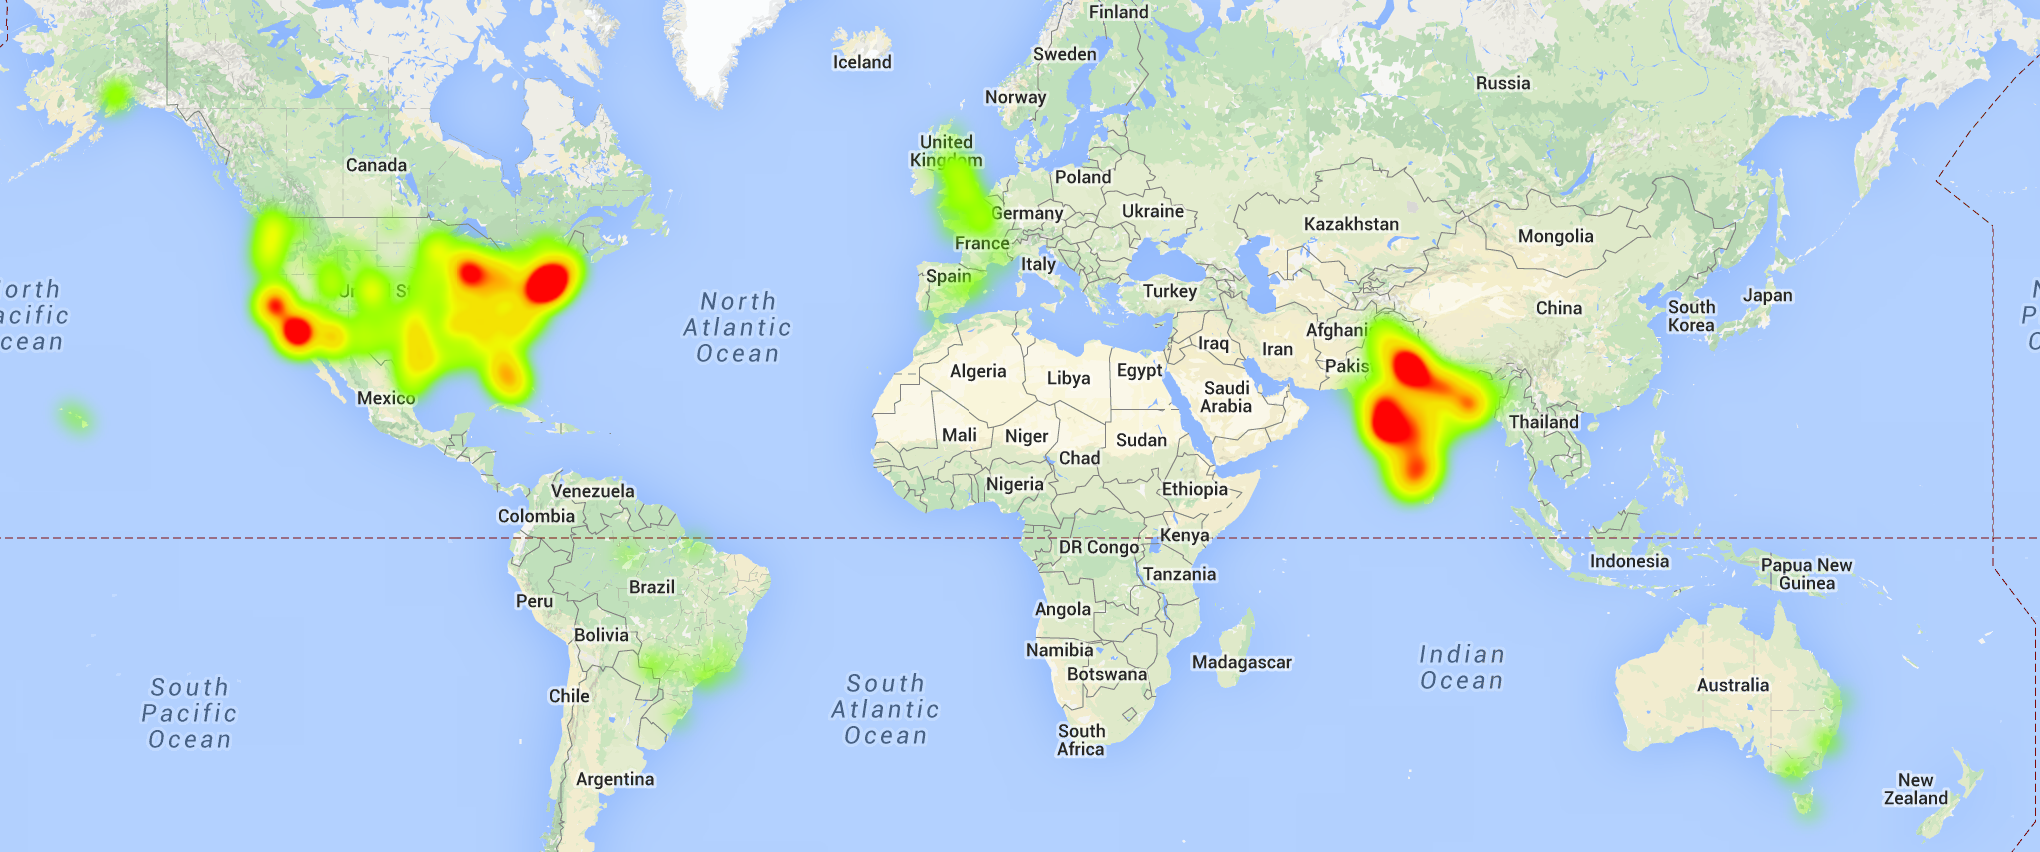 Finland
Iceland
Sweden
Norway
Russia
United
Kingdom
Canada
Poland
Germany
Ukraine
Kazakhstan
Mongolia
France
Spain
Italy
Turkey
China
Japan
South
Korea
orth
acific
cean
North
Atlantic
Ocean
Afghani
Pakis
Iraq
Iran
Algeria
Libya
Egypt
Saudi
Arabia
Mexico
Mali
Niger
Chad
Sudan
Thailand
Nigeria
Ethiopia
Venezuela
Colombia
DR Congo
Kenya
Tanzania
Indonesia
Papua New
Guinea
Brazil
Peru
Bolivia
Angola
Namibia
Botswana
Madagascar
Indian
Ocean
Australia
South
Pacific
Ocean
Chile
South
Atlantic
Ocean
South
Africa
Argentina
New
Zealand
N
P